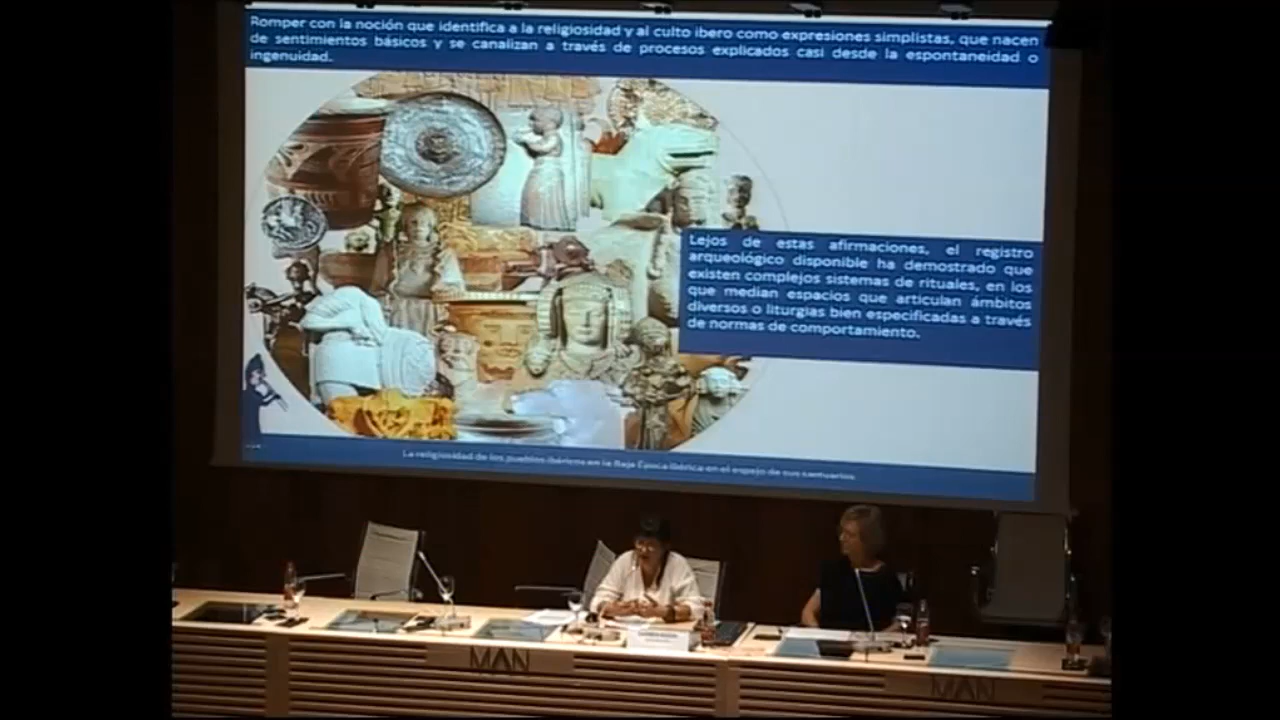 Romper con la noción que identifica a la religiosidad y al culto ibero como expresiones simplistas, que nacen
de sentimientos básicos y se canalizan a través de procesos explicados casi desde la espontaneidad o
ingenuidad.
Lejos de estas afirmaciones, el registro
arqueológico disponible ha demostrado que
existen complejos sistemas de rituales, en los
que median espacios que articulan ámbitos
diversos o liturgias bien especificadas a través
de normas de comportamiento.
La religiosidad de los pueblos ibéricos en la Baja Época Ibérica en el espejo de sus santuarios.
MAN
MAN